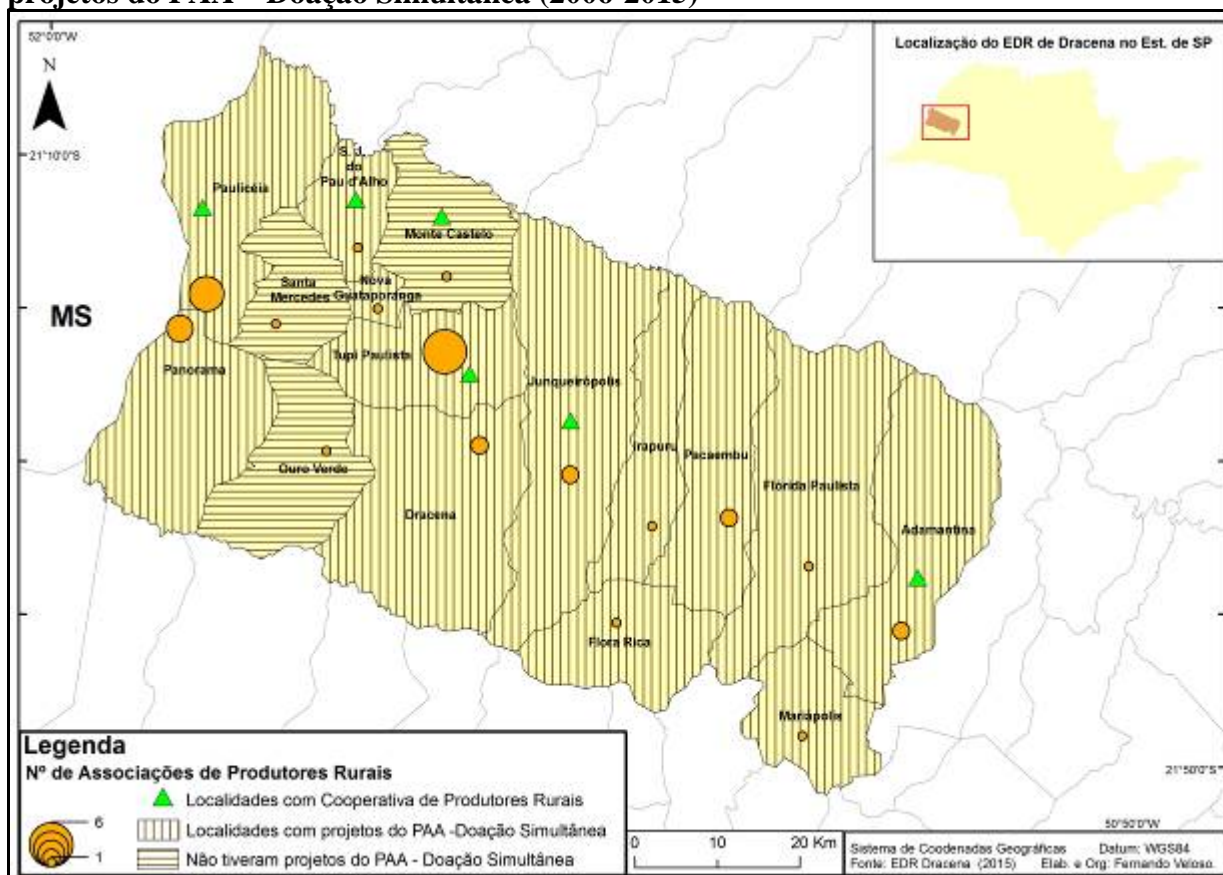 projetos do PAA – Doação Simultânea (2006-2015)
52°0'0"W
Localização do EDR de Dracena no Est. de SP
N
21°10'0"S
S. J.
do
Pau d'Alho
Paulicéia
Monte Castelo
Santa
Mercedes
Nova
Guataporanga
MS
Tupi Paulista
Panorama
Junqueirópolis
Irapuru
Pacaembu
Ouro Verde
Flórida Paulista
Dracena
Adamantina
Flora Rica
Mariápolis
Legenda
Nº de Associações de Produtores Rurais
Localidades com Cooperativa de Produtores Rurais
6
Localidades com projetos do PAA -Doação Simultânea
1
Não tiveram projetos do PAA - Doação Simultânea
21°50'0"S
50°50'0"W
0 10 20 Km
Sistema de Coodenadas Geográficas Datum: WGS84
Fonte: EDR Dracena (2015) Elab. e Org: Fernando Veloso.